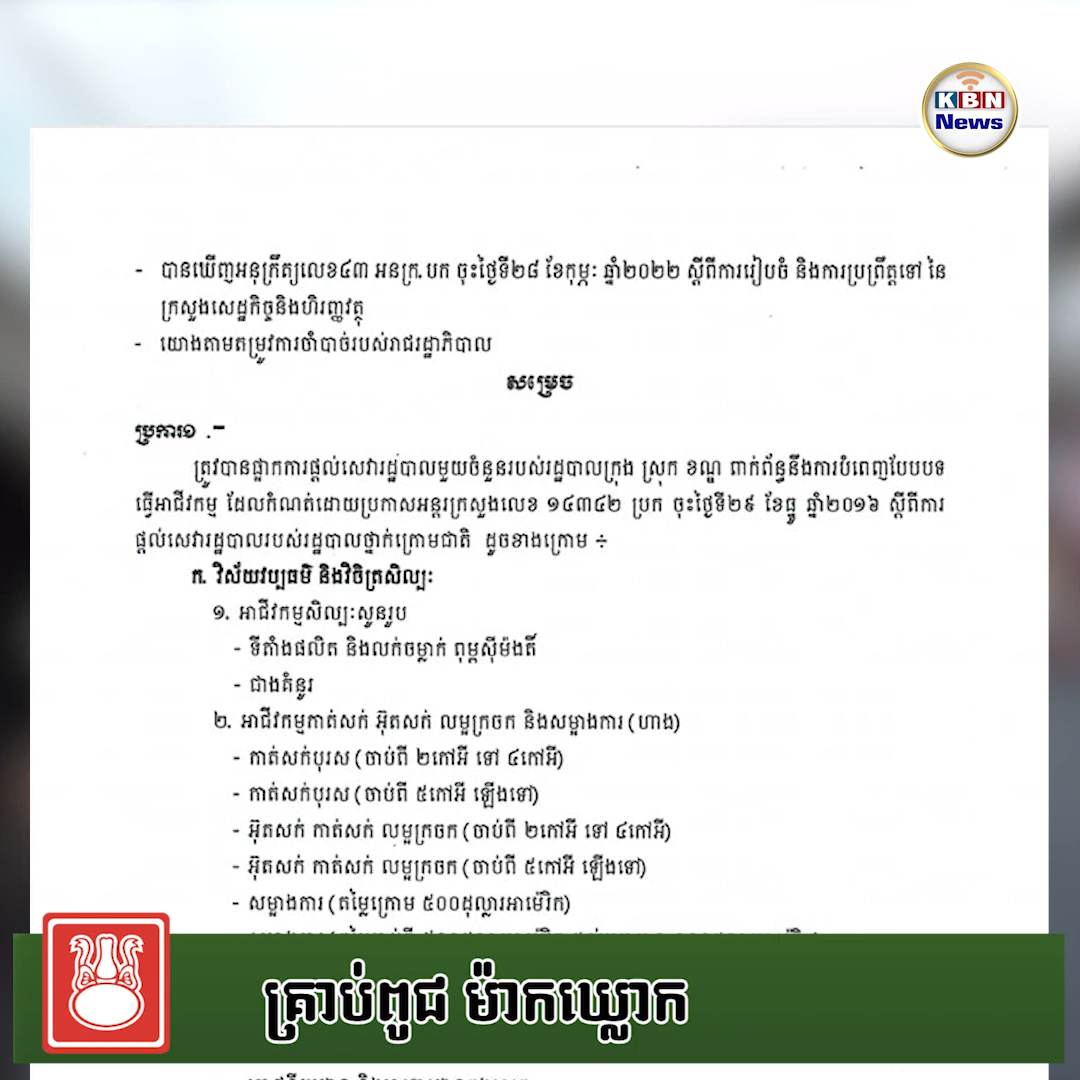 KBN
News
- បានឃើញអនុក្រឹត្យលេខ៤៣ អនក្រ.បក ចុះថ្ងៃទី២៨ ខែកុម្ភៈ ឆ្នាំ២០២២ ស្តីពីការរៀបចំ និងការប្រព្រឹត្តទៅ នៃ
ក្រសួងសេដ្ឋកិច្ចនិងហិរញ្ញវត្ថុ
- យោងតាមតម្រូវការចាំបាច់របស់រាជរដ្ឋាភិបាល
សម្រេច
ប្រការ១ .-
ត្រូវបានផ្អាកការផ្តល់សេវារដ្ឋបាលមួយចំនួនរបស់រដ្ឋបាលក្រុង ស្រុក ខណ្ឌ ពាក់ព័ន្ធនឹងការបំពេញបែបបទ
ធ្វើអាជីវកម្ម ដែលកំណត់ដោយប្រកាសអន្តរក្រសួងលេខ ១៤៣៤២ ប្រក ចុះថ្ងៃទី២៩ ខែធ្នូ ឆ្នាំ២០១៦ ស្តីពីការ
ផ្តល់សេវារដ្ឋបាលរបស់រដ្ឋបាលថ្នាក់ក្រោមជាតិ ដូចខាងក្រោម ÷
ក. វិស័យវប្បធម៌ និងវិចិត្រសិល្បៈ
១. អាជីវកម្មសិល្បៈសូនរូប
- ទីតាំងផលិត និងលក់ចម្លាក់ ពុម្ពស៊ីម៉ងតិ៍
- ជាងគំនូរ
២. អាជីវកម្មកាត់សក់ អ៊ុតសក់ លម្អក្រចក និងសម្អាងការ (ហាង)
- កាត់សក់បុរស (ចាប់ពី ២កៅអី ទៅ ៤កៅអី)
- កាត់សក់បុរស (ចាប់ពី ៥កៅអី ឡើងទៅ)
- អ៊ុតសក់ កាត់សក់ លម្អក្រចក (ចាប់ពី ២កៅអី ទៅ ៤កៅអី)
- អ៊ុតសក់ កាត់សក់ លម្អក្រចក (ចាប់ពី ៥កៅអី ឡើងទៅ)
- សម្អាងការ (តម្លៃក្រោម ៥០០ដុល្លារអាម៉េរិក)
គ្រាប់ពូជ ម៉ាកឃ្លោក